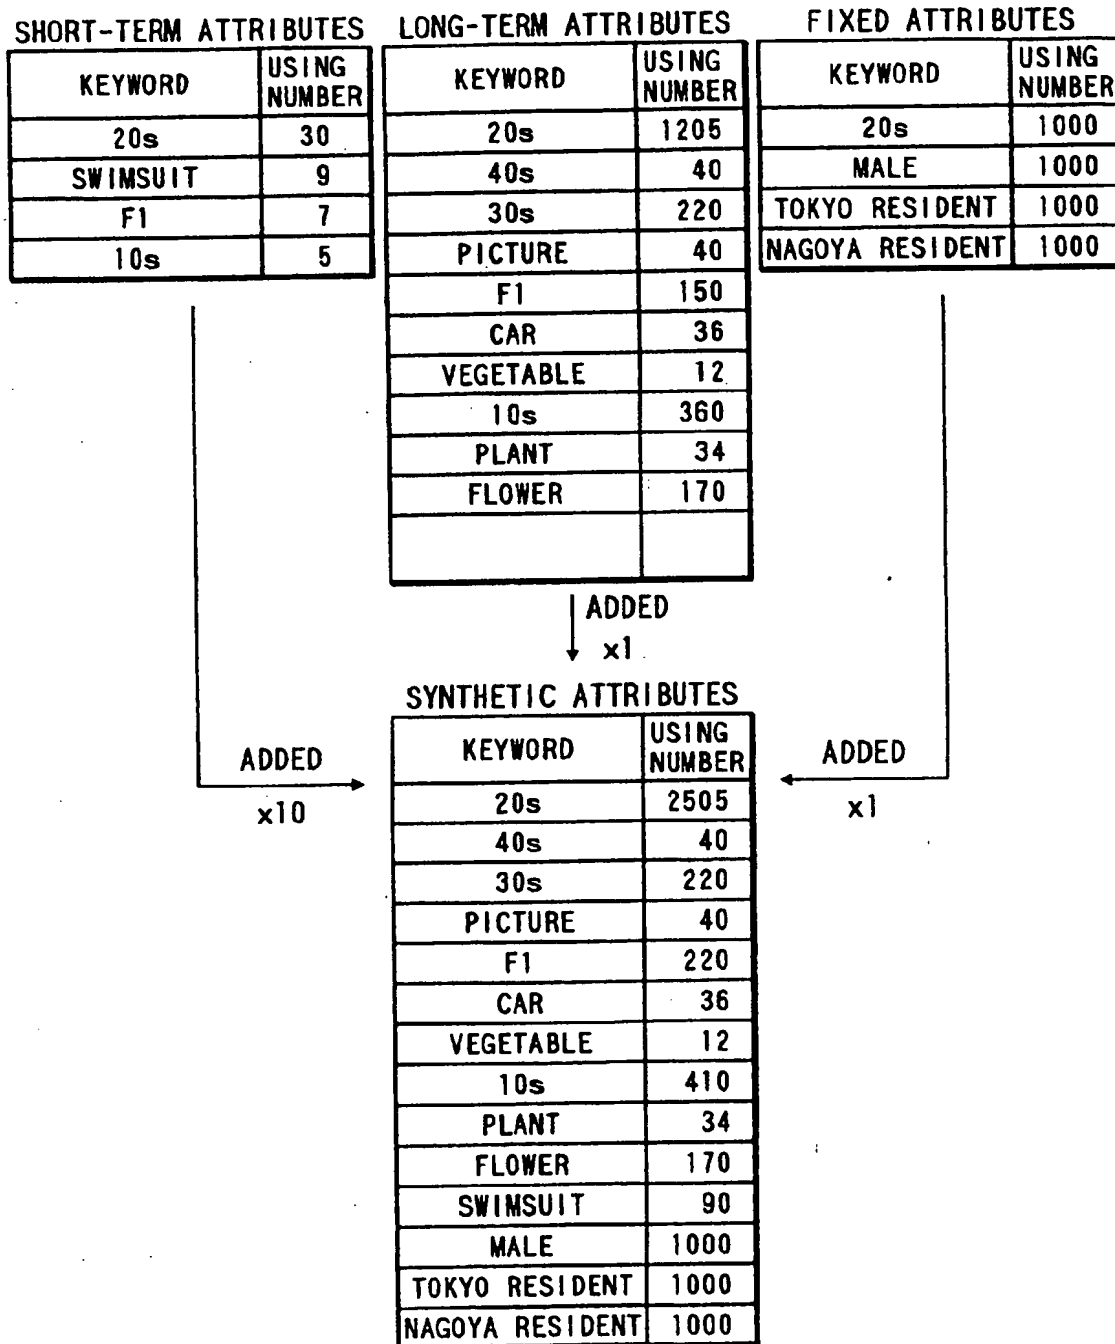 SHORT-TERM ATTRIBUTES
KEYWORD USING NUMBER
20s 30
SWIMSUIT 9
F1 7
10s 5
LONG-TERM ATTRIBUTES
KEYWORD USING NUMBER
20s 1205
40s 40
30s 220
PICTURE 40
F1 150
CAR 36
VEGETABLE 12
10s 360
PLANT 34
FLOWER 170
FIXED ATTRIBUTES
KEYWORD USING NUMBER
20s 1000
MALE 1000
TOKYO RESIDENT 1000
NAGOYA RESIDENT 1000
ADDED
x1
ADDED
x10
ADDED
x1
SYNTHETIC ATTRIBUTES
KEYWORD USING NUMBER
20s 2505
40s 40
30s 220
PICTURE 40
F1 220
CAR 36
VEGETABLE 12
10s 410
PLANT 34
FLOWER 170
SWIMSUIT 90
MALE 1000
TOKYO RESIDENT 1000
NAGOYA RESIDENT 1000